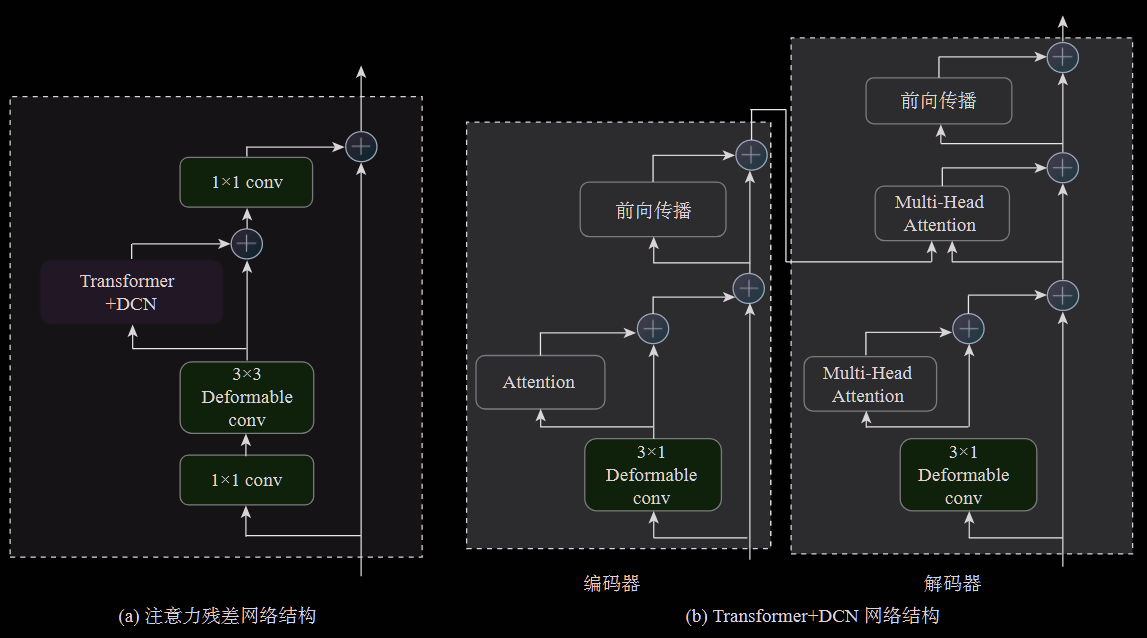 1×1 conv
Transformer
+DCN
3×3
Deformable
conv
1×1 conv
前向传播
Attention
3×1
Deformable
conv
前向传播
Multi-Head
Attention
Multi-Head
Attention
3×1
Deformable
conv
编码器
解码器
(a) 注意力残差网络结构
(b) Transformer+DCN 网络结构